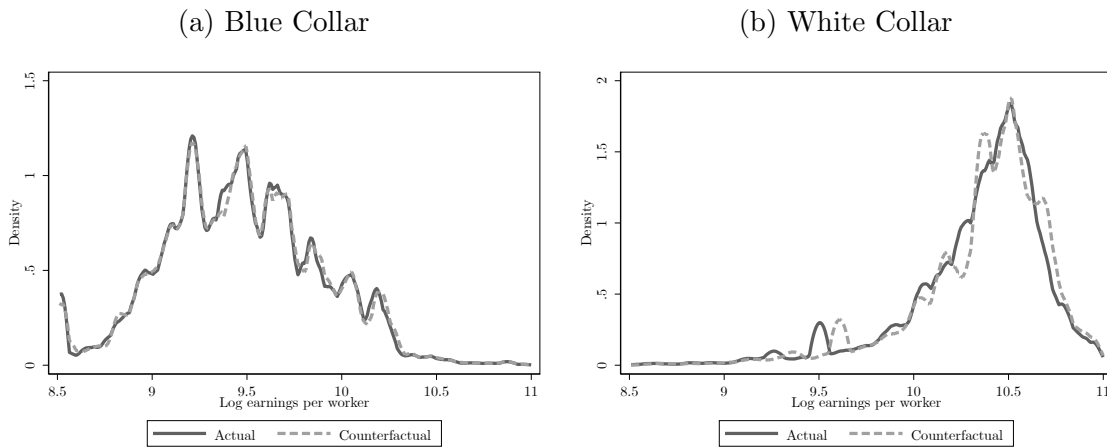 (a) Blue Collar
1.5
1
.5
0
Density
8.5 9 9.5 10 10.5 11
Log earnings per worker
Actual Counterfactual
(b) White Collar
2
1.5
1
.5
0
Density
8.5 9 9.5 10 10.5 11
Log earnings per worker
Actual Counterfactual